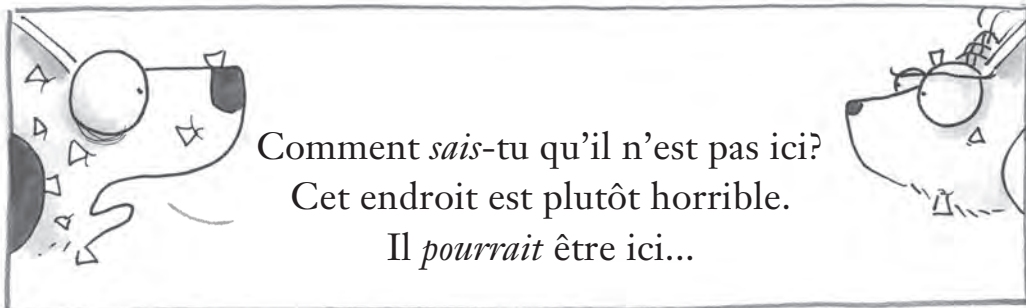 Comment sais-tu qu'il n'est pas ici?
Cet endroit est plutôt horrible.
Il pourrait être ici...